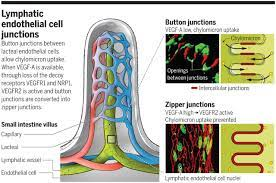 Lymphatic
endothelial cell
junctions
Button junctions between
lacteal endothelial cells
allow chylomicron uptake.
When VEGF-A is available,
through loss of the decoy
receptors VEGFR1 and NRP1,
VEGFR2 is active and button
junctions are converted into
zipper junctions.
Small intestine villus
Capillary
Lacteal
Lymphatic vessel
Endothelial cell
Button junctions
VEGF-A low, chylomicron uptake
Chylomicron
Openings
between junctions
Intercellular junctions
Zipper junctions
VEGF-A high → VEGFR2 active
Chylomicron uptake prevented
Lymphatic endothelial cell nuclei